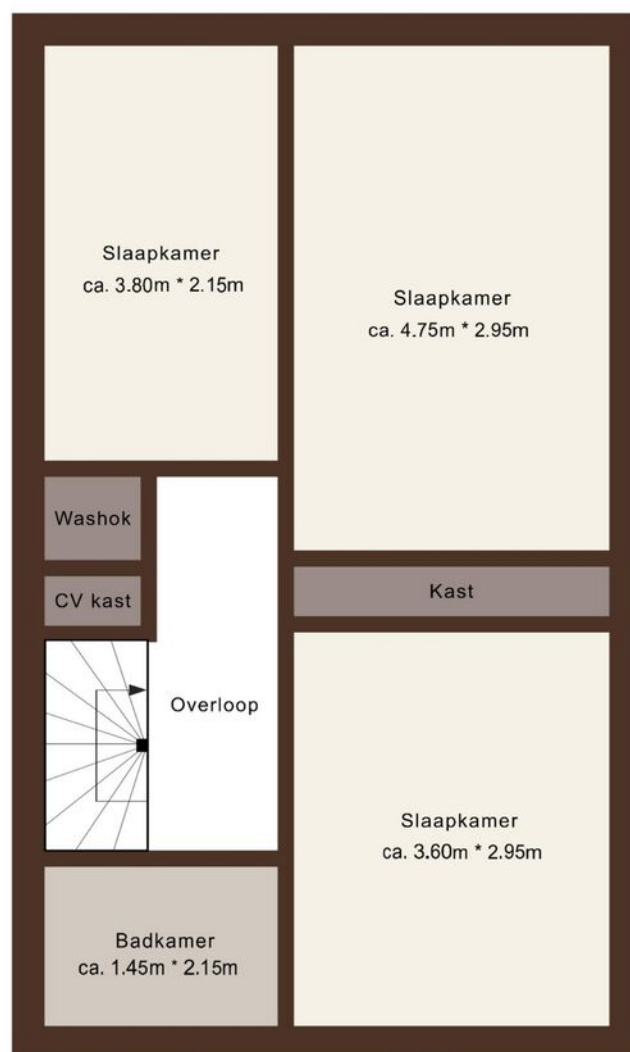 Slaapkamer
ca. 3.80m * 2.15m
Slaapkamer
ca. 4.75m * 2.95m
Washok
CV kast
Kast
Overloop
Slaapkamer
ca. 3.60m * 2.95m
Badkamer
ca. 1.45m * 2.15m